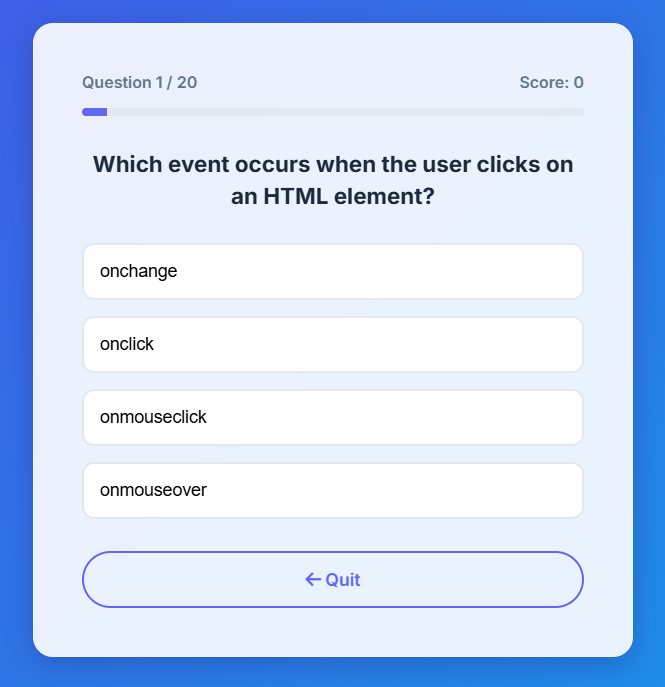 Question 1 / 20
Score: 0
Which event occurs when the user clicks on
an HTML element?
onchange
onclick
onmouseclick
onmouseover
← Quit